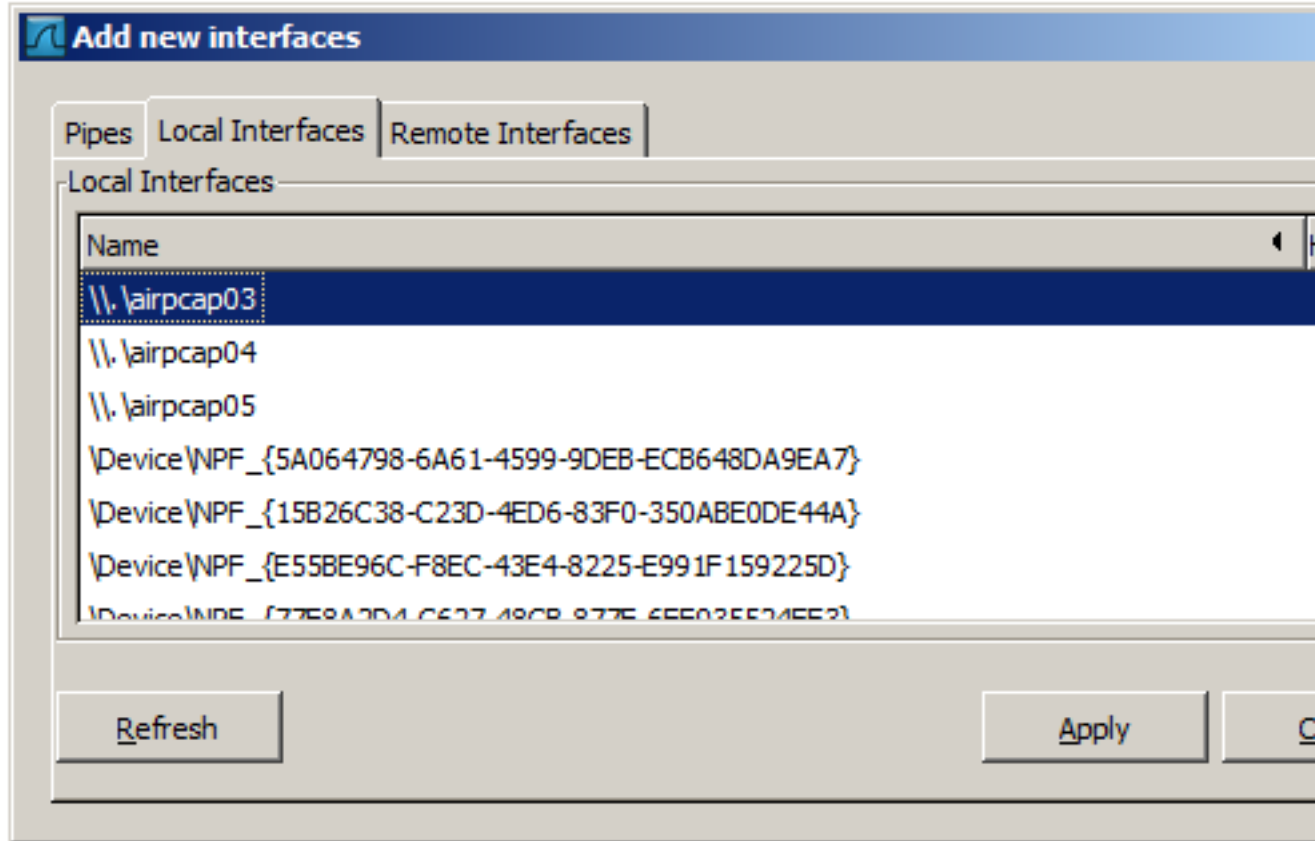 Add new interfaces
Pipes Local Interfaces Remote Interfaces
Local Interfaces
Name
\\.\airpcap03
\\.\airpcap04
\\.\airpcap05
\Device\NPF_{5A064798-6A61-4599-9DEB-ECB648DA9EA7}
\Device\NPF_{15B26C38-C23D-4ED6-83F0-350ABE0DE44A}
\Device\NPF_{E55BE96C-F8EC-43E4-8225-E991F159225D}
Refresh Apply